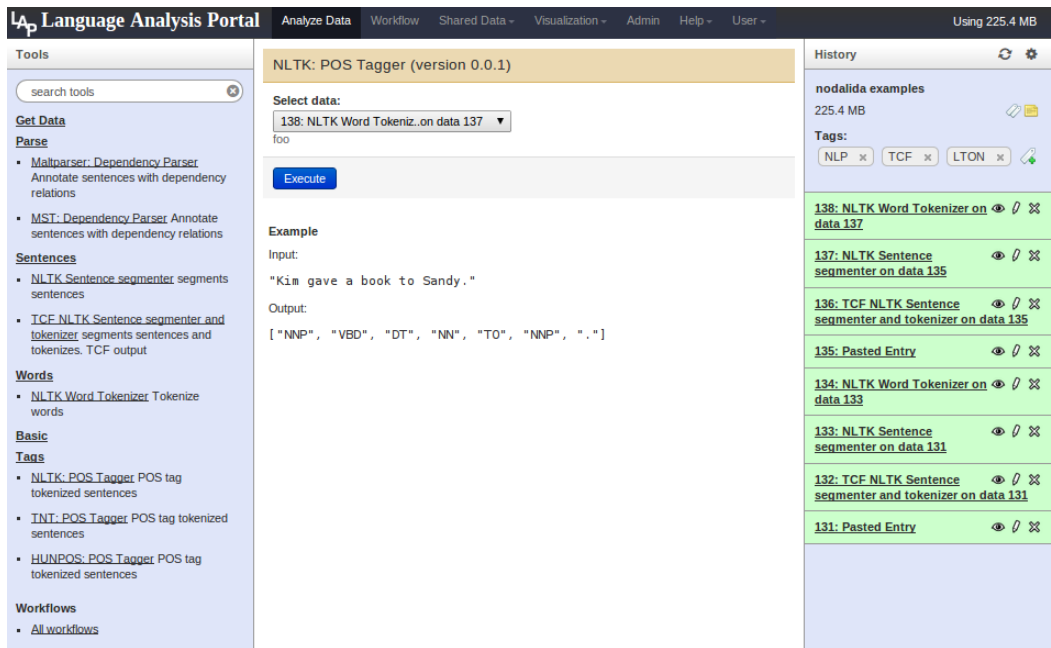 LAP Language Analysis Portal
Analyze Data
Workflow
Shared Data
Visualization
Admin
Help
User
Using 225.4 MB
Tools
search tools
Get Data
Parse
Maltparser: Dependency Parser
Annotate sentences with dependency
relations
MST: Dependency Parser Annotate
sentences with dependency relations
Sentences
NLTK Sentence segmenter segments
sentences
TCF NLTK Sentence segmenter and
tokenizer segments sentences and
tokenizes. TCF output
Words
NLTK Word Tokenizer Tokenize
words
Basic
Tags
NLTK: POS Tagger POS tag
tokenized sentences
TNT: POS Tagger POS tag tokenized
sentences
HUNPOS: POS Tagger POS tag
tokenized sentences
Workflows
All workflows
NLTK: POS Tagger (version 0.0.1)
Select data:
138: NLTK Word Tokeniz..on data 137
foo
Execute
Example
Input:
"Kim gave a book to Sandy."
Output:
["NNP", "VBD", "DT", "NN", "TO", "NNP", "."]
History
nodalida examples
225.4 MB
Tags:
NLP x
TCF x
LTON x
138: NLTK Word Tokenizer on
data 137
137: NLTK Sentence
segmenter on data 135
136: TCF NLTK Sentence
segmenter and tokenizer on data 135
135: Pasted Entry
134: NLTK Word Tokenizer on
data 133
133: NLTK Sentence
segmenter on data 131
132: TCF NLTK Sentence
segmenter and tokenizer on data 131
131: Pasted Entry